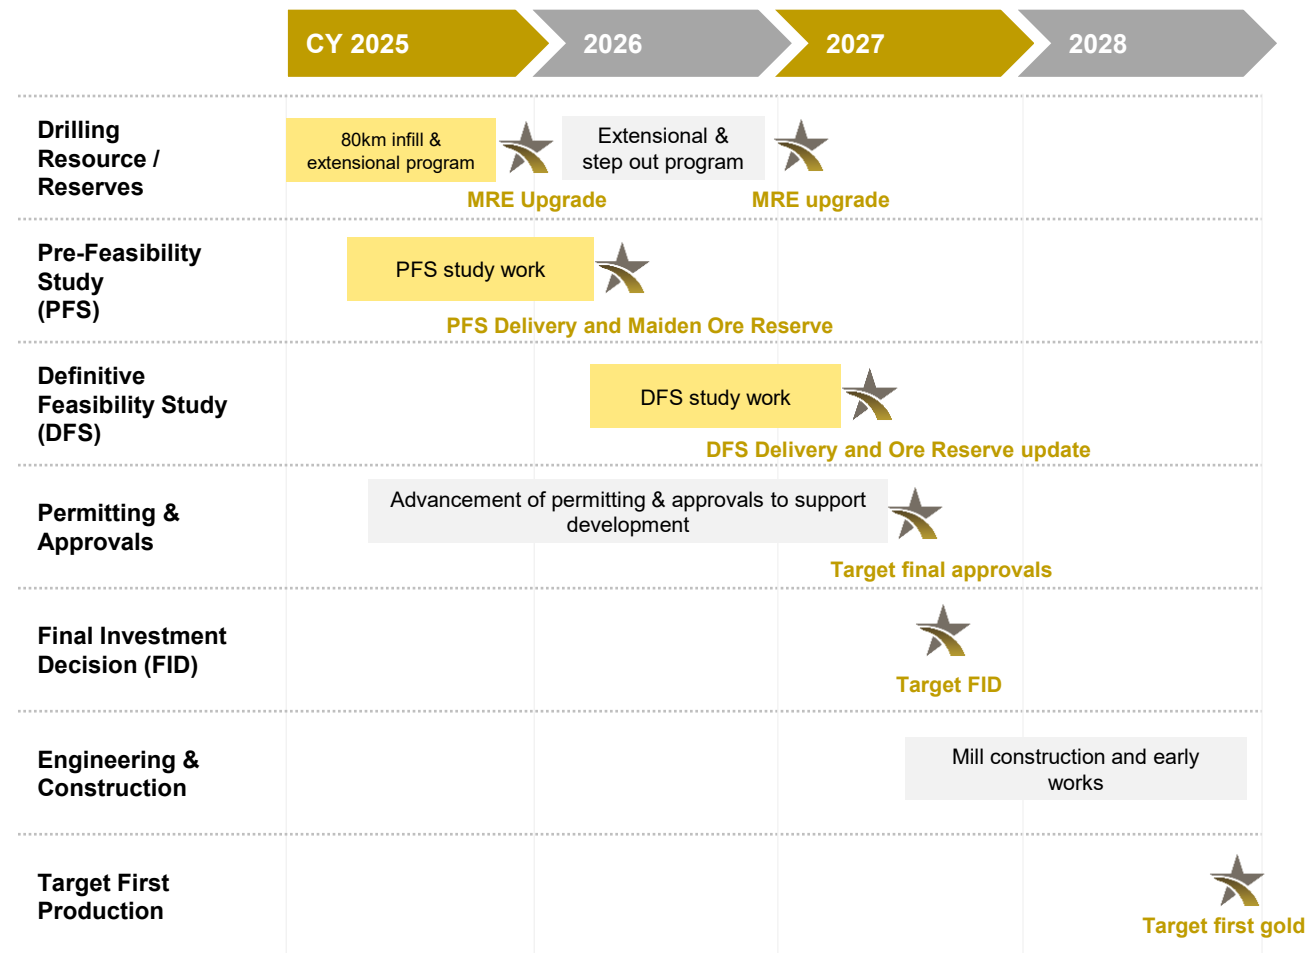 CY 2025
2026
2027
2028
Drilling
Resource /
Reserves
80km infill &
extensional program
MRE Upgrade
Extensional &
step out program
MRE upgrade
Pre-Feasibility
Study
(PFS)
PFS study work
PFS Delivery and Maiden Ore Reserve
Definitive
Feasibility Study
(DFS)
DFS study work
DFS Delivery and Ore Reserve update
Permitting &
Approvals
Advancement of permitting & approvals to support
development
Target final approvals
Final Investment
Decision (FID)
Target FID
Engineering &
Construction
Mill construction and early
works
Target First
Production
Target first gold